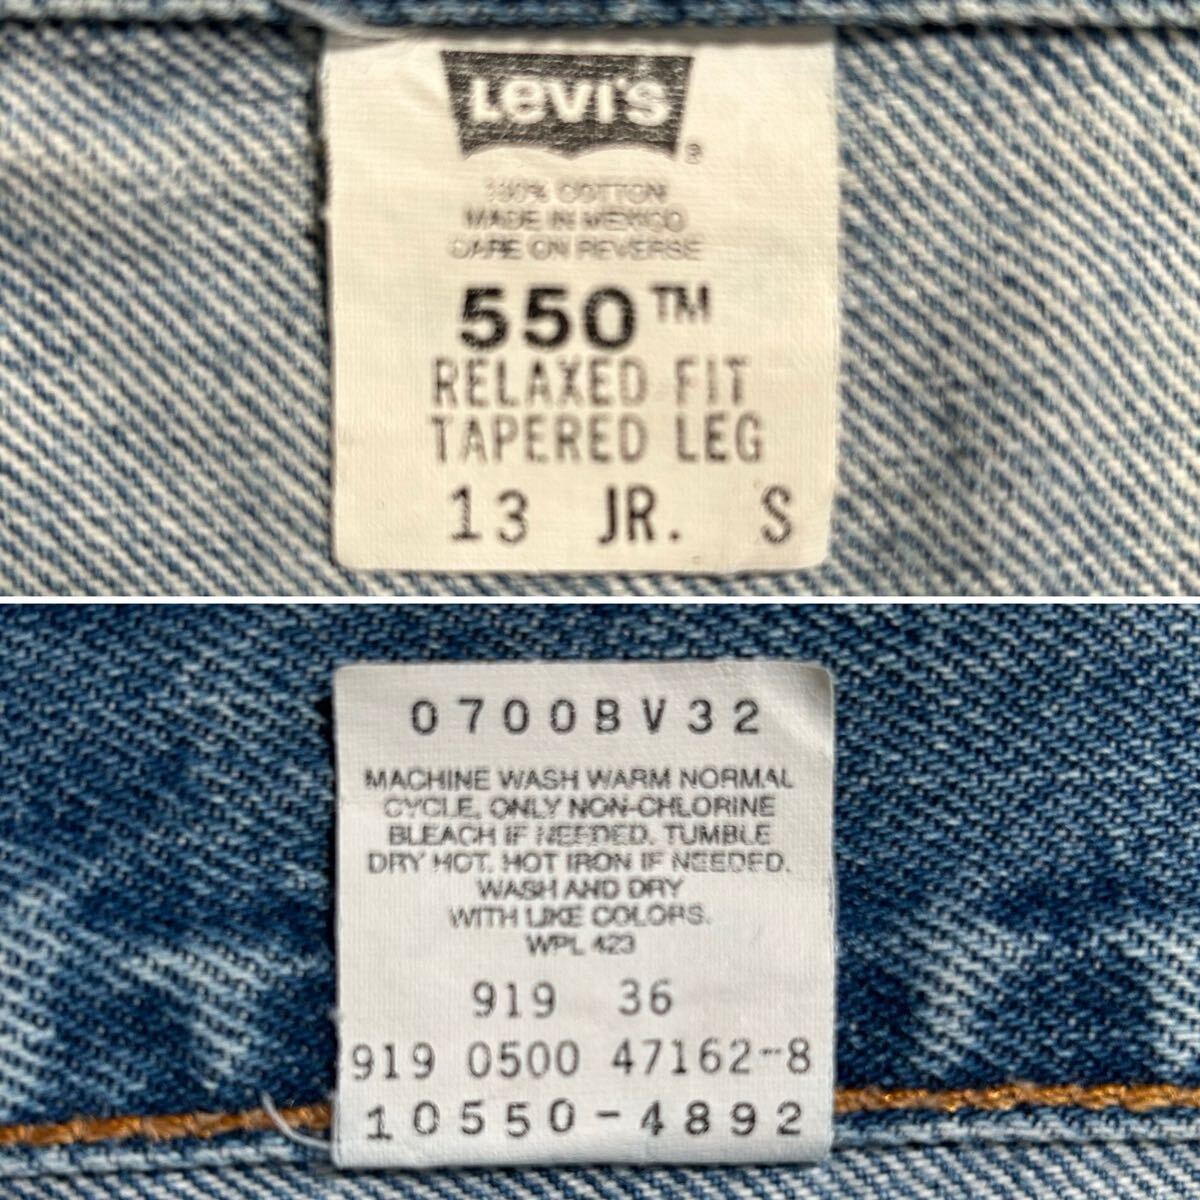 Levi's
®
100% COTTON
MADE IN MEXICO
CARE ON REVERSE
550™
RELAXED FIT
TAPERED LEG
13 JR. S
0700BV32
MACHINE WASH WARM NORMAL
CYCLE, ONLY NON-CHLORINE
BLEACH IF NEEDED. TUMBLE
DRY HOT. HOT IRON IF NEEDED.
WASH AND DRY
WITH LIKE COLORS.
WPL 423
919 36
919 0500 47162-8
10550-4892